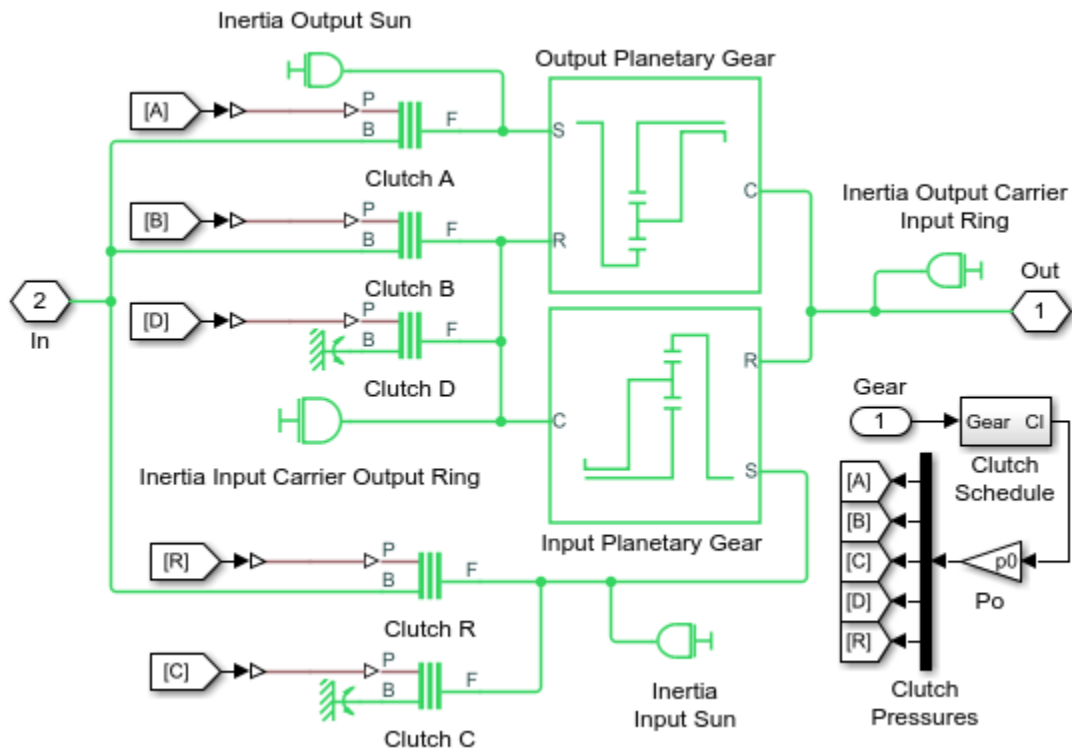 Inertia Output Sun
Output Planetary Gear
[A]
P
B
F
S
Clutch A
C
Inertia Output Carrier
Input Ring
[B]
P
B
F
R
Clutch B
2
In
Out
1
[D]
P
B
F
Clutch D
R
C
Gear
1
Gear Cl
Clutch
Schedule
Inertia Input Carrier Output Ring
S
Input Planetary Gear
[A]
[B]
[C]
[D]
[R]
p0
Po
Clutch
Pressures
[R]
P
B
F
Clutch R
[C]
P
B
F
Clutch C
Inertia
Input Sun